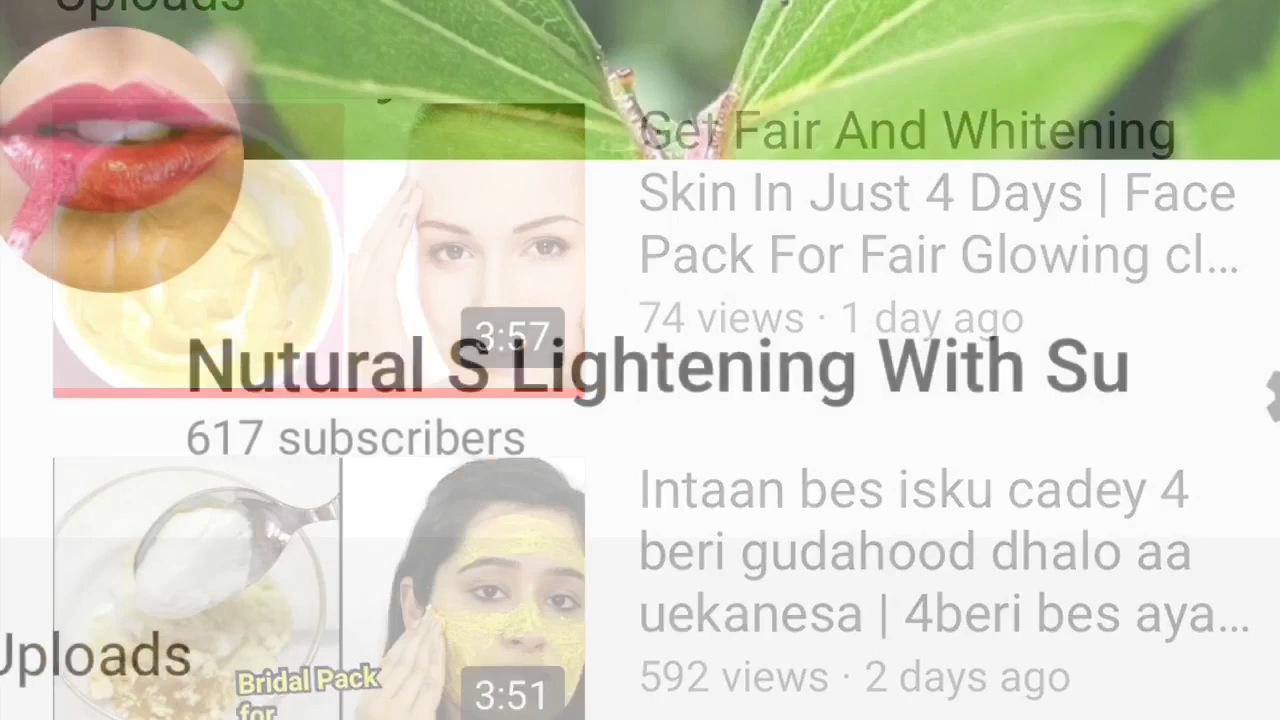 Uploads
Get Fair And Whitening
Skin In Just 4 Days | Face
Pack For Fair Glowing cl...
74 views · 1 day ago
3:57
Nutural S Lightening With Su
617 subscribers
Intaan bes isku cadey 4
beri gudahood dhalo aa
uekanesa | 4beri bes aya...
592 views · 2 days ago
Uploads
Bridal Pack
for
3:51